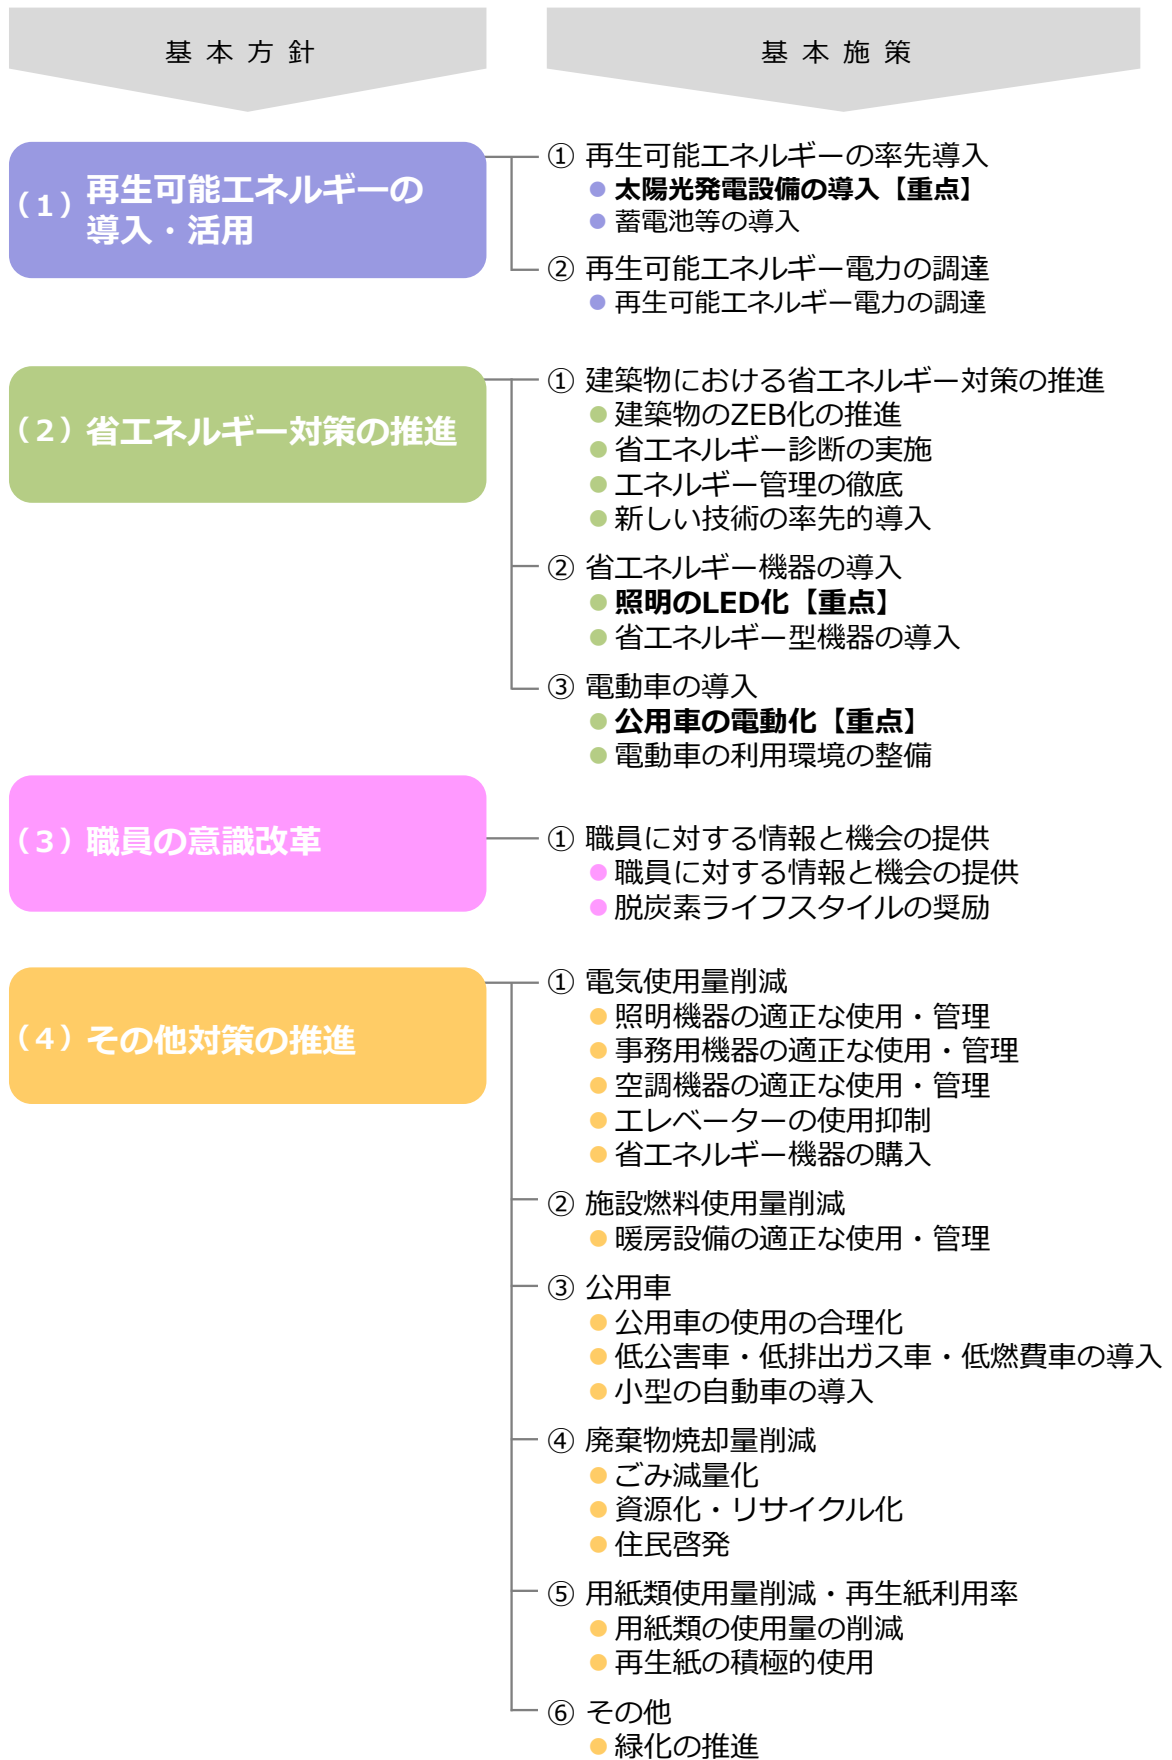 基本方針
基本施策
（１）再生可能エネルギーの
導入・活用
① 再生可能エネルギーの率先導入
● 太陽光発電設備の導入【重点】
● 蓄電池等の導入
② 再生可能エネルギー電力の調達
● 再生可能エネルギー電力の調達
（２）省エネルギー対策の推進
① 建築物における省エネルギー対策の推進
● 建築物のZEB化の推進
● 省エネルギー診断の実施
● エネルギー管理の徹底
● 新しい技術の率先的導入
② 省エネルギー機器の導入
● 照明のLED化【重点】
● 省エネルギー型機器の導入
③ 電動車の導入
● 公用車の電動化【重点】
● 電動車の利用環境の整備
（３）職員の意識改革
① 職員に対する情報と機会の提供
● 職員に対する情報と機会の提供
● 脱炭素ライフスタイルの奨励
（４）その他対策の推進
① 電気使用量削減
● 照明機器の適正な使用・管理
● 事務用機器の適正な使用・管理
● 空調機器の適正な使用・管理
● エレベーターの使用抑制
● 省エネルギー機器の購入
② 施設燃料使用量削減
● 暖房設備の適正な使用・管理
③ 公用車
● 公用車の使用の合理化
● 低公害車・低排出ガス車・低燃費車の導入
● 小型の自動車の導入
④ 廃棄物焼却量削減
● ごみ減量化
● 資源化・リサイクル化
● 住民啓発
⑤ 用紙類使用量削減・再生紙利用率
● 用紙類の使用量の削減
● 再生紙の積極的使用
⑥ その他
● 緑化の推進